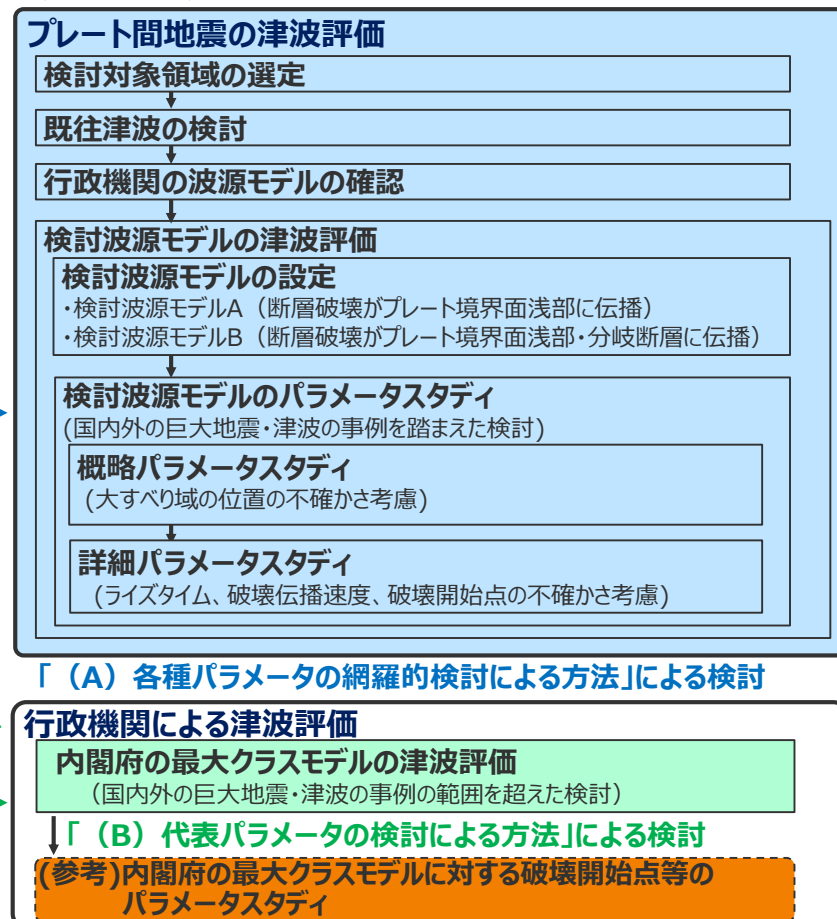 プレート間地震の津波評価
検討対象領域の選定
既往津波の検討
行政機関の波源モデルの確認
検討波源モデルの津波評価
検討波源モデルの設定
・検討波源モデルA（断層破壊がプレート境界面浅部に伝播）
・検討波源モデルB（断層破壊がプレート境界面浅部・分岐断層に伝播）
検討波源モデルのパラメータスタディ
(国内外の巨大地震・津波の事例を踏まえた検討)
概略パラメータスタディ
(大すべり域の位置の不確かさ考慮)
詳細パラメータスタディ
(ライズタイム、破壊伝播速度、破壊開始点の不確かさ考慮)
「（A）各種パラメータの網羅的検討による方法」による検討
行政機関による津波評価
内閣府の最大クラスモデルの津波評価
（国内外の巨大地震・津波の事例の範囲を超えた検討）
「（B）代表パラメータの検討による方法」による検討
(参考)内閣府の最大クラスモデルに対する破壊開始点等の
パラメータスタディ